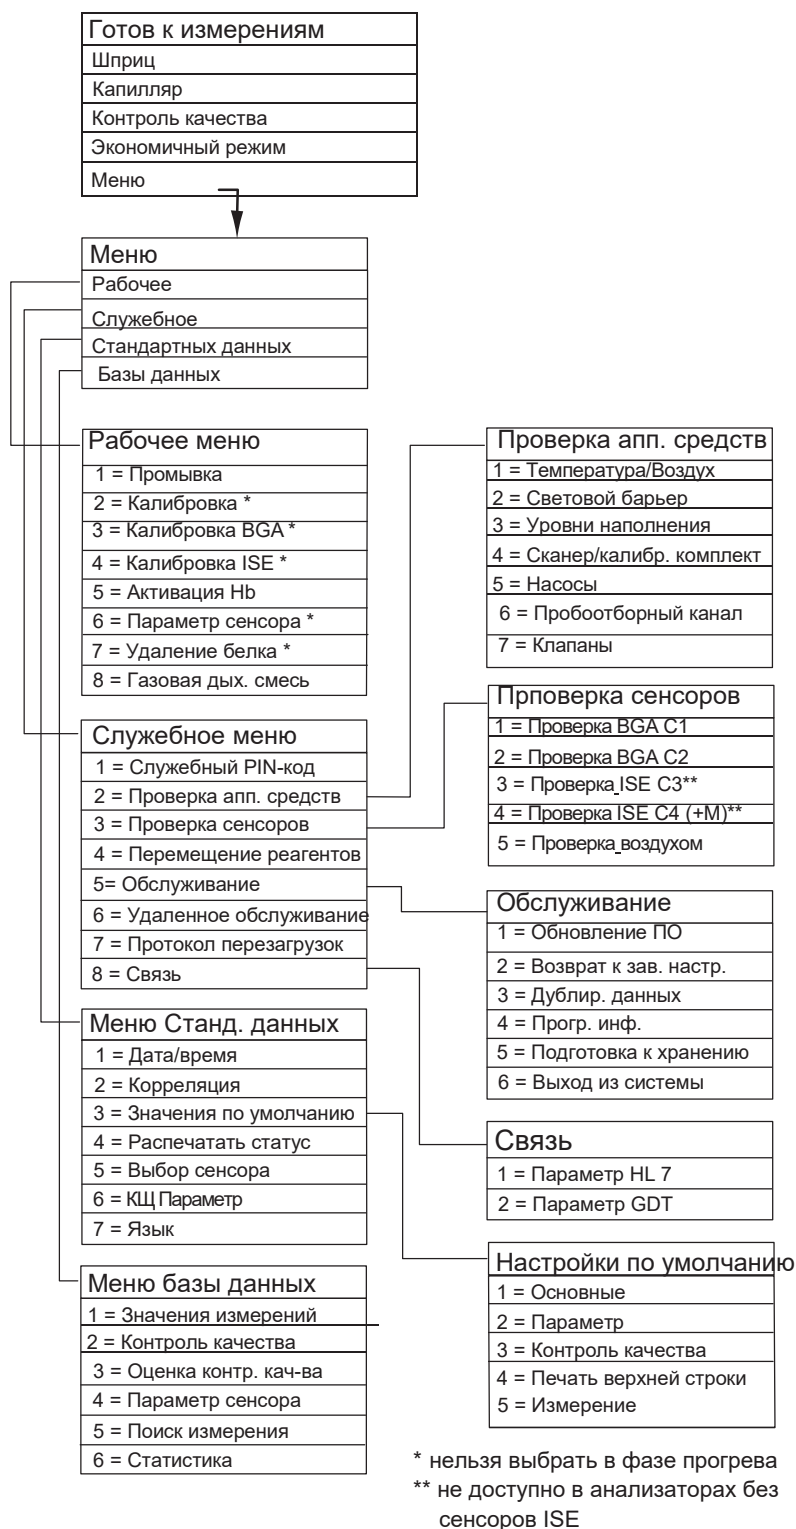 Готов к измерениям
Шприц
Капилляр
Контроль качества
Экономичный режим
Меню
Меню
Рабочее
Служебное
Стандартных данных
Базы данных
Рабочее меню
1 = Промывка
2 = Калибровка *
3 = Калибровка BGA *
4 = Калибровка ISE *
5 = Активация Hb
6 = Параметр сенсора *
7 = Удаление белка *
8 = Газовая дых. смесь
Служебное меню
1 = Служебный PIN-код
2 = Проверка апп. средств
3 = Проверка сенсоров
4 = Перемещение реагентов
5= Обслуживание
6 = Удаленное обслуживание
7 = Протокол перезагрузок
8 = Связь
Меню Станд. данных
1 = Дата/время
2 = Корреляция
3 = Значения по умолчанию
4 = Распечатать статус
5 = Выбор сенсора
6 = КЩ Параметр
7 = Язык
Меню базы данных
1 = Значения измерений
2 = Контроль качества
3 = Оценка контр. кач-ва
4 = Параметр сенсора
5 = Поиск измерения
6 = Статистика
Проверка апп. средств
1 = Температура/Воздух
2 = Световой барьер
3 = Уровни наполнения
4 = Сканер/калибр. комплект
5 = Насосы
6 = Пробоотборный канал
7 = Клапаны
Прповерка сенсоров
1 = Проверка BGA C1
2 = Проверка BGA C2
3 = Проверка ISE C3**
4 = Проверка ISE C4 (+M)**
5 = Проверка воздухом
Обслуживание
1 = Обновление ПО
2 = Возврат к зав. настр.
3 = Дублир. данных
4 = Прогр. инф.
5 = Подготовка к хранению
6 = Выход из системы
Связь
1 = Параметр HL 7
2 = Параметр GDT
Настройки по умолчанию
1 = Основные
2 = Параметр
3 = Контроль качества
4 = Печать верхней строки
5 = Измерение
* нельзя выбрать в фазе прогрева
** не доступно в анализаторах без
сенсоров ISE